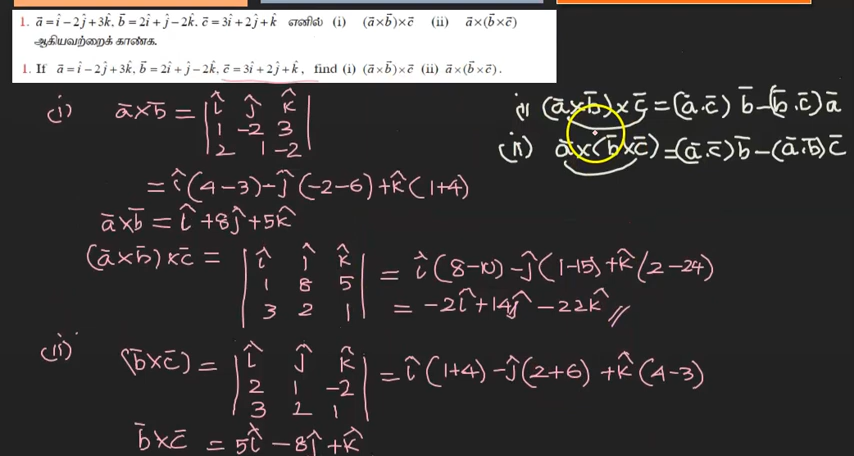 1. a̅ = î − 2ĵ + 3k̂, b̅ = 2î + ĵ − 2k̂, c̅ = 3î + 2ĵ + k̂ எனில் (i) (a̅×b̅)×c̅ (ii) a̅×(b̅×c̅)
ஆகியவற்றைக் காண்க.
1. If a̅ = î − 2ĵ + 3k̂, b̅ = 2î + ĵ − 2k̂, c̅ = 3î + 2ĵ + k̂, find (i) (a̅×b̅)×c̅ (ii) a̅×(b̅×c̅).
(i) a̅×b̅ = | î ĵ k̂ |
| 1 −2 3 |
| 2 1 −2 |
= î(4−3) − ĵ(−2−6) + k̂(1+4)
a̅×b̅ = î + 8ĵ + 5k̂
(a̅×b̅)×c̅ = | î ĵ k̂ | = î(8−10) − ĵ(1−15) + k̂(2−24)
| 1 8 5 |
| 3 2 1 | = −2î + 14ĵ − 22k̂ //
(ii) (b̅×c̅) = | î ĵ k̂ | = î(1+4) − ĵ(2+6) + k̂(4−3)
| 2 1 −2 |
| 3 2 1 |
b̅×c̅ = 5î − 8ĵ + k̂
(a̅×b̅)×c̅ = (a̅.c̅) b̅ − (b̅.c̅) a̅
(ii) a̅×(b̅×c̅) = (a̅.c̅) b̅ − (a̅.b̅) c̅